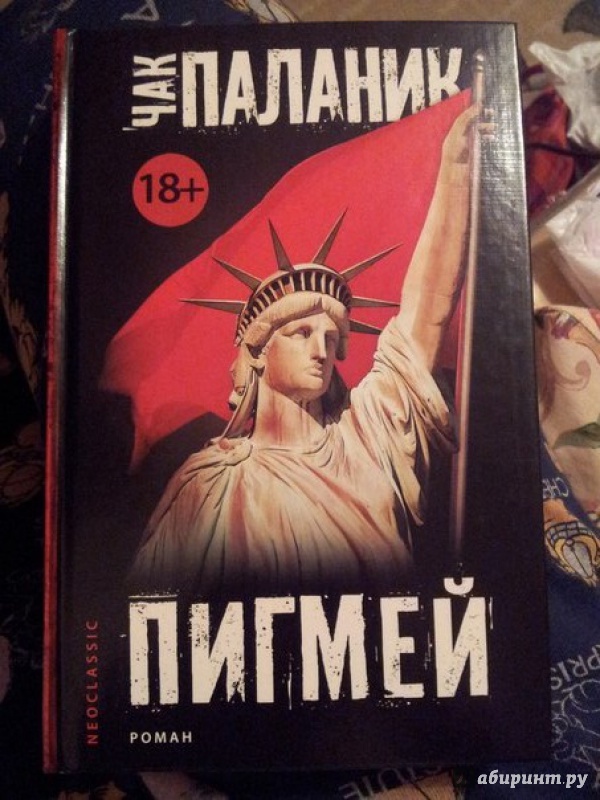 ЧАК ПАЛАНИК
18+
ПИГМЕЙ
NEOCLASSIC
РОМАН
абиринт.ру